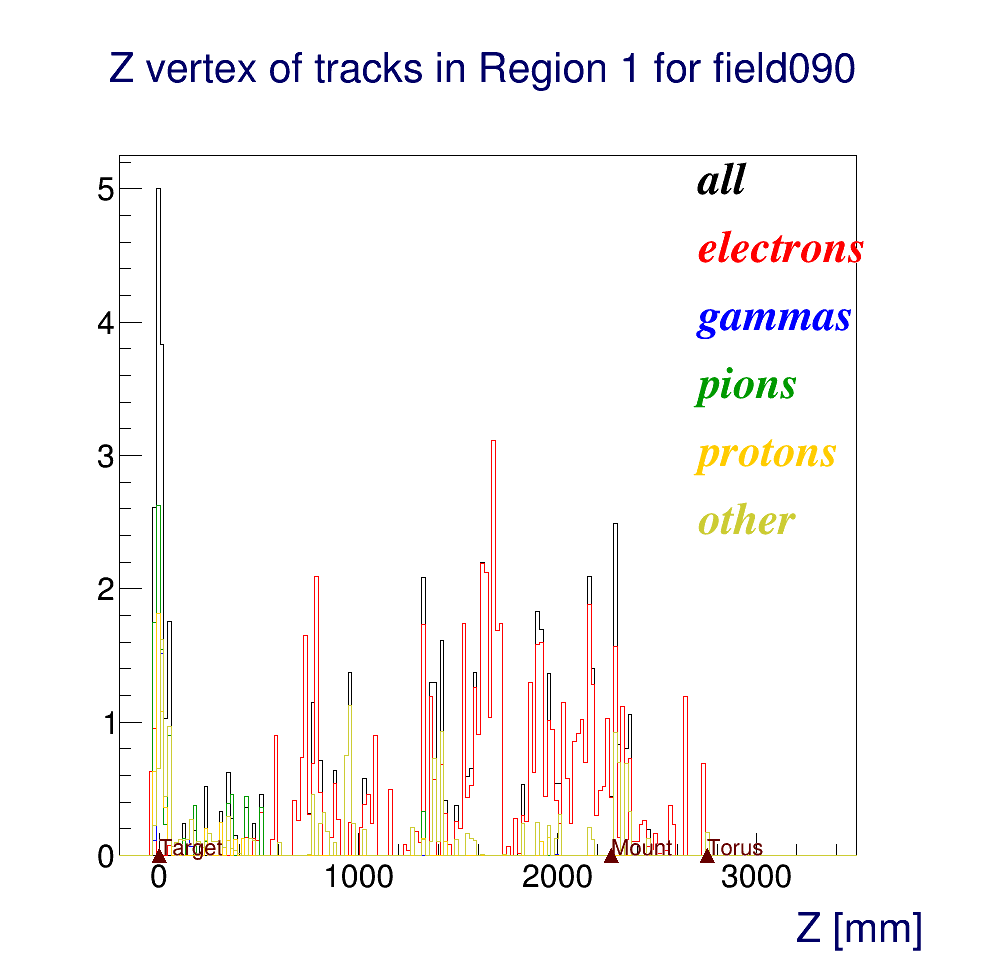 Z vertex of tracks in Region 1 for field090
5
4
3
2
1
0
all
electrons
gammas
pions
protons
other
Target
Mount
Torus
0
1000
2000
3000
Z [mm]